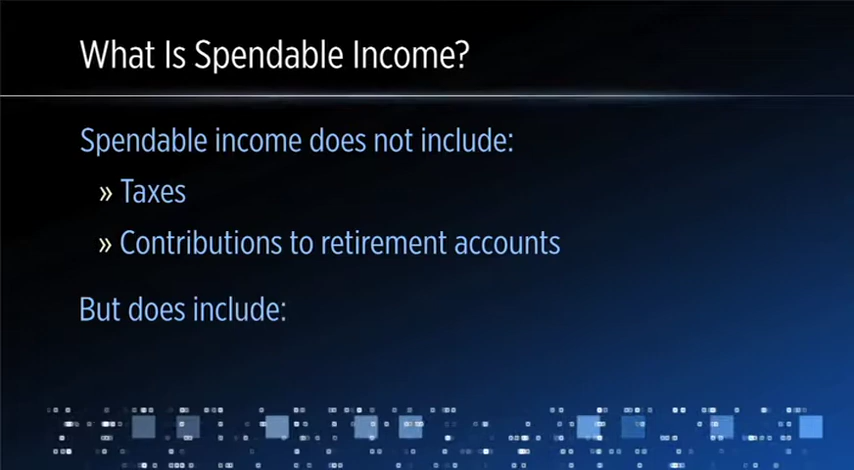 What Is Spendable Income?
Spendable income does not include:
» Taxes
» Contributions to retirement accounts
But does include: